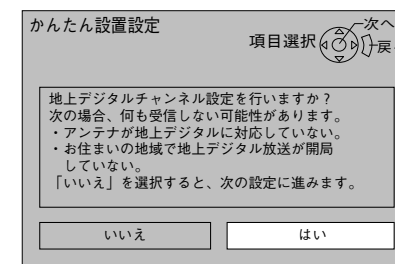 かんたん設置設定
次へ
項目選択
戻
地上デジタルチャンネル設定を行いますか？
次の場合、何も受信しない可能性があります。
・アンテナが地上デジタルに対応していない。
・お住まいの地域で地上デジタル放送が開局
していない。
「いいえ」を選択すると、次の設定に進みます。
いいえ
はい